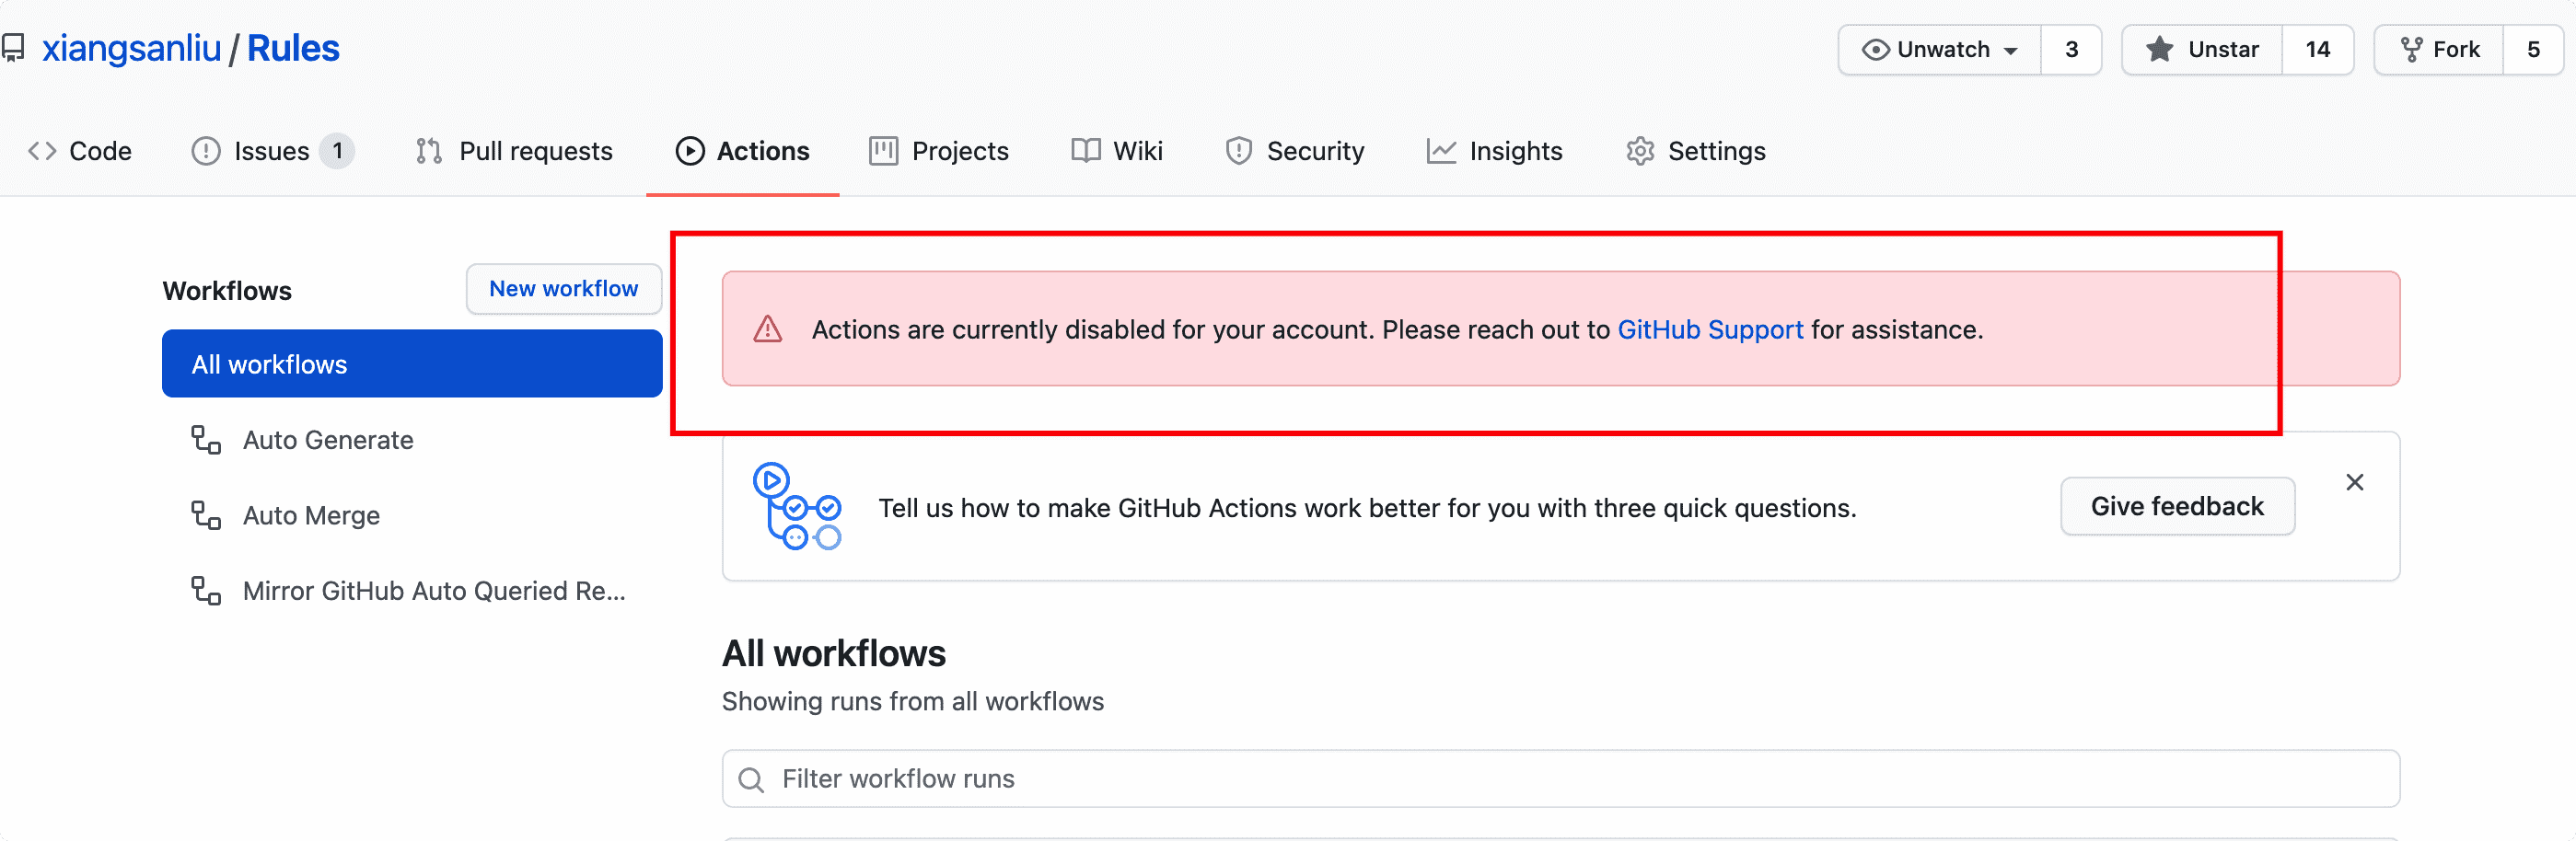 xiangsanliu / Rules
Unwatch 3
Unstar 14
Fork 5
Code
Issues 1
Pull requests
Actions
Projects
Wiki
Security
Insights
Settings
Workflows
New workflow
All workflows
Auto Generate
Auto Merge
Mirror GitHub Auto Queried Re...
Actions are currently disabled for your account. Please reach out to GitHub Support for assistance.
Tell us how to make GitHub Actions work better for you with three quick questions.
Give feedback
All workflows
Showing runs from all workflows
Filter workflow runs